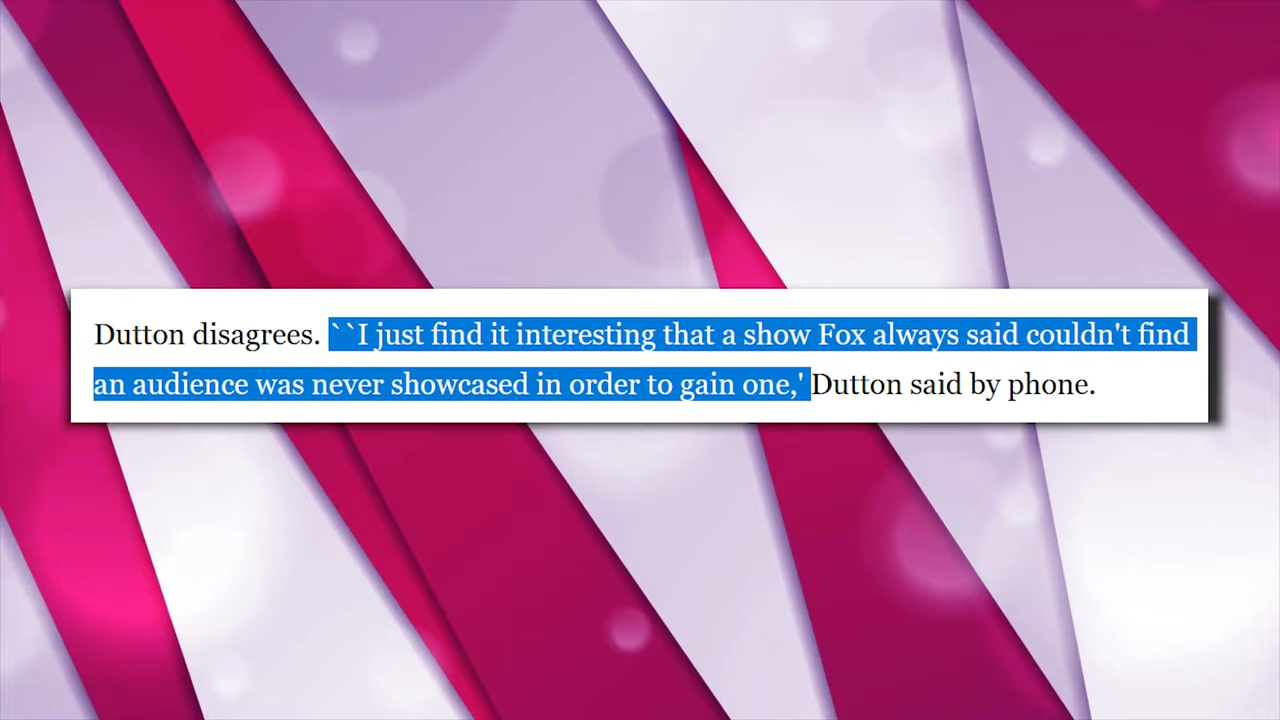 Dutton disagrees. ``I just find it interesting that a show Fox always said couldn't find
an audience was never showcased in order to gain one,' Dutton said by phone.